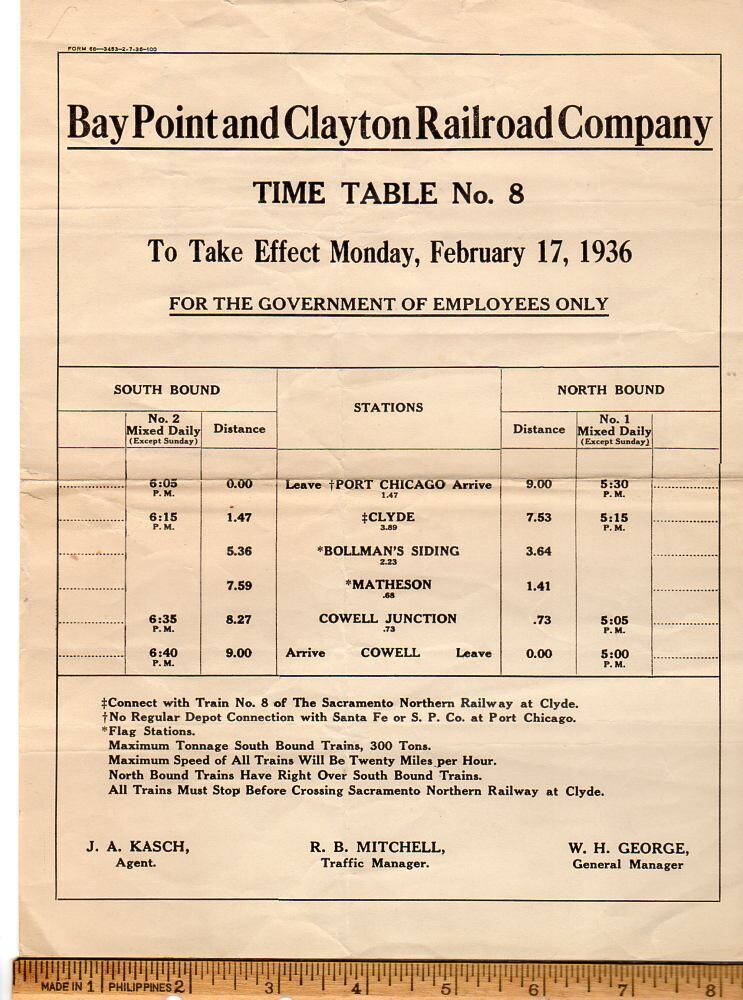 FORM 68—3453-2-7-36-100
Bay Point and Clayton Railroad Company
TIME TABLE No. 8
To Take Effect Monday, February 17, 1936
FOR THE GOVERNMENT OF EMPLOYEES ONLY
SOUTH BOUND STATIONS NORTH BOUND
No. 2 Mixed Daily (Except Sunday) Distance Distance No. 1 Mixed Daily (Except Sunday)
6:05 P.M. 0.00 Leave †PORT CHICAGO Arrive 9.00 5:30 P.M.
1.47
6:15 P.M. 1.47 ‡CLYDE 7.53 5:15 P.M.
3.89
5.36 *BOLLMAN'S SIDING 3.64
2.23
7.59 *MATHESON 1.41
.68
6:35 P.M. 8.27 COWELL JUNCTION .73 5:05 P.M.
.73
6:40 P.M. 9.00 Arrive COWELL Leave 0.00 5:00 P.M.
‡Connect with Train No. 8 of The Sacramento Northern Railway at Clyde.
†No Regular Depot Connection with Santa Fe or S. P. Co. at Port Chicago.
*Flag Stations.
Maximum Tonnage South Bound Trains, 300 Tons.
Maximum Speed of All Trains Will Be Twenty Miles per Hour.
North Bound Trains Have Right Over South Bound Trains.
All Trains Must Stop Before Crossing Sacramento Northern Railway at Clyde.
J. A. KASCH, R. B. MITCHELL, W. H. GEORGE,
Agent. Traffic Manager. General Manager
MADE IN 1 PHILIPPINES 2 3 4 5 6 7 8